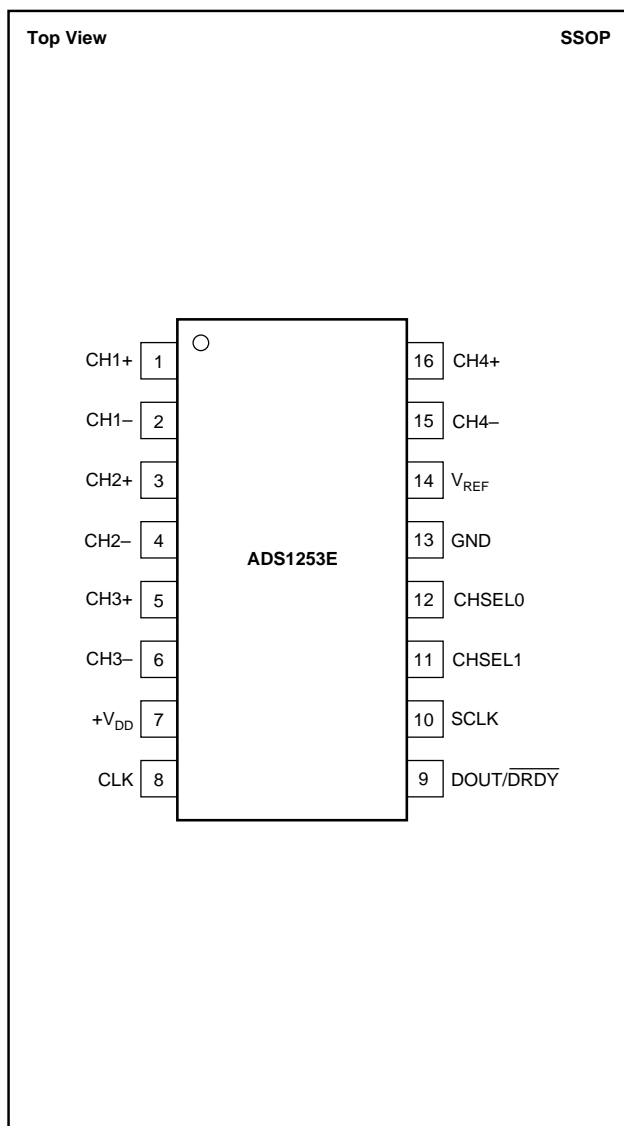 Top View SSOP
CH1+ 1 16 CH4+
CH1– 2 15 CH4–
CH2+ 3 14 VREF
CH2– 4 13 GND
ADS1253E
CH3+ 5 12 CHSEL0
CH3– 6 11 CHSEL1
+VDD 7 10 SCLK
CLK 8 9 DOUT/D̅R̅D̅Y̅